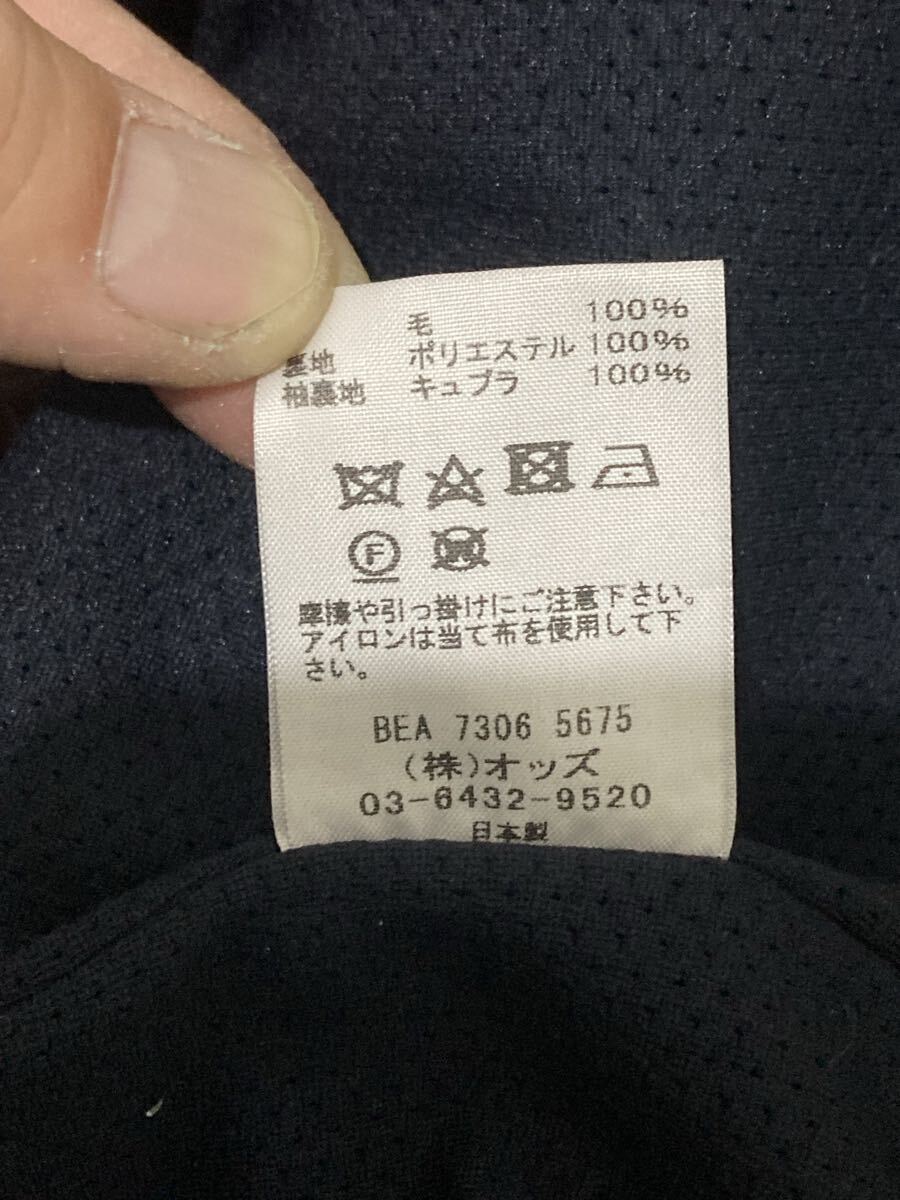 毛 100%
裏地 ポリエステル 100%
袖裏地 キュプラ 100%
F
W
摩擦や引っ掛けにご注意下さい。
アイロンは当て布を使用して下
さい。
BEA 7306 5675
(株)オッズ
03-6432-9520
日本製